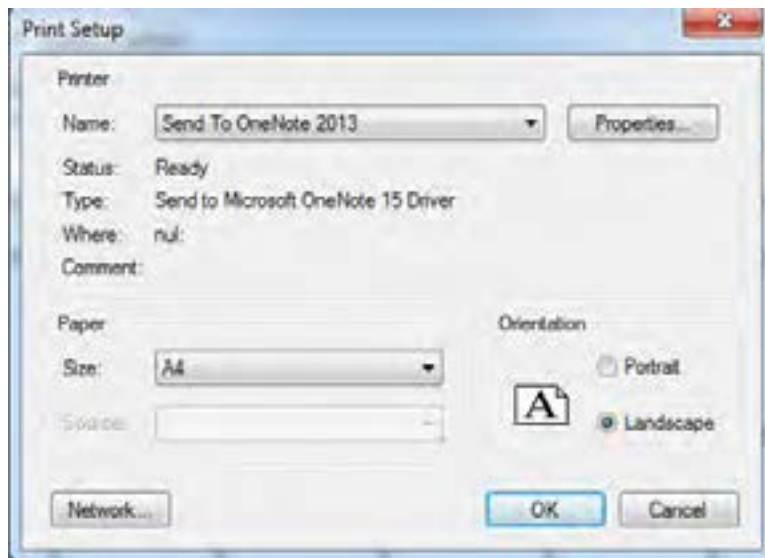 Print Setup
Printer
Name: Send To OneNote 2013 Properties...
Status: Ready
Type: Send to Microsoft OneNote 15 Driver
Where: nul:
Comment:
Paper
Size: A4
Source:
Orientation
Portrait
A
Landscape
Network...
OK
Cancel